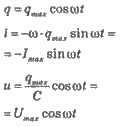 q = q_max cos ωt
i = -ω · q_max sin ωt =
= -I_max sin ωt
u = q_max/C cos ωt =
= U_max cos ωt